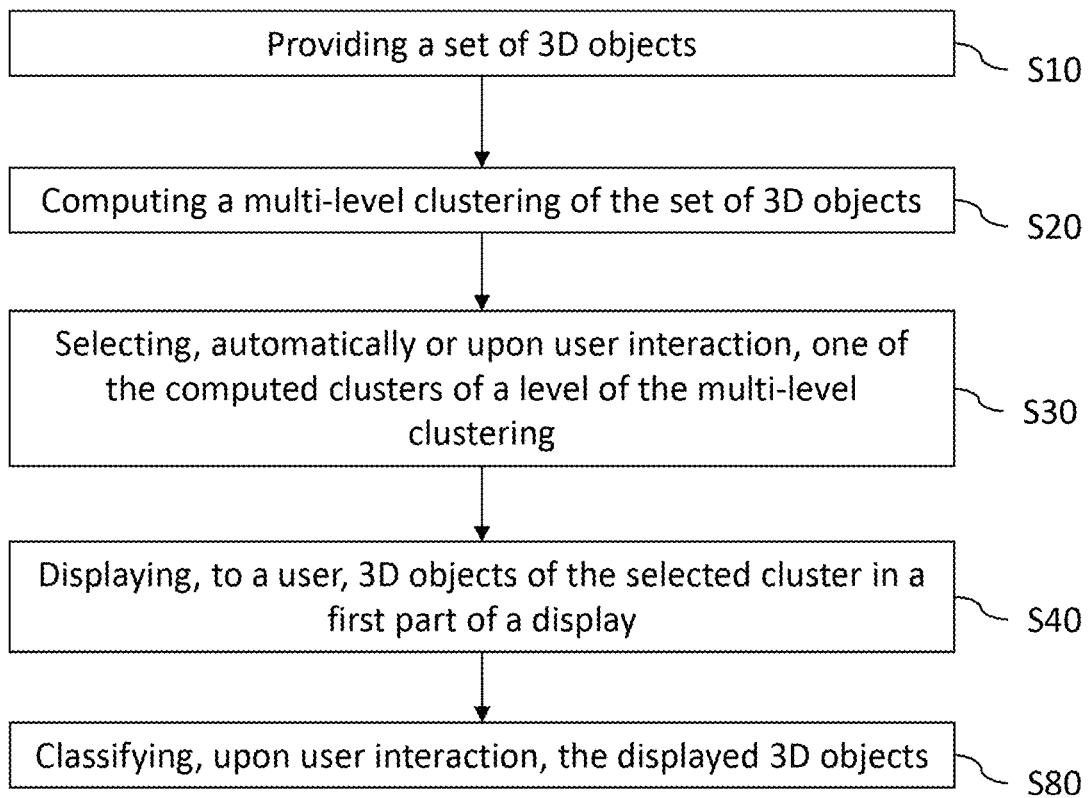 Providing a set of 3D objects
S10
Computing a multi-level clustering of the set of 3D objects
S20
Selecting, automatically or upon user interaction, one of
the computed clusters of a level of the multi-level
clustering
S30
Displaying, to a user, 3D objects of the selected cluster in a
first part of a display
S40
Classifying, upon user interaction, the displayed 3D objects
S80